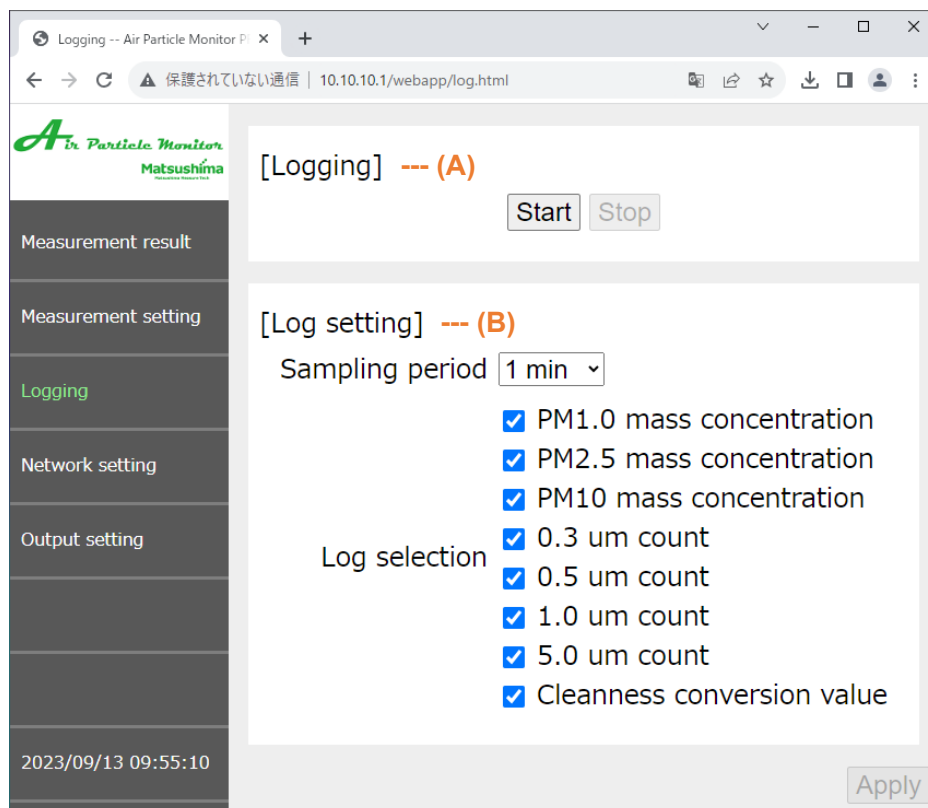 Logging -- Air Particle Monitor
保護されていない通信 | 10.10.10.1/webapp/log.html
Air Particle Monitor
Matsushima
[Logging] --- (A)
Start Stop
Measurement result
Measurement setting
Logging
Network setting
Output setting
2023/09/13 09:55:10
[Log setting] --- (B)
Sampling period 1 min
PM1.0 mass concentration
PM2.5 mass concentration
PM10 mass concentration
0.3 um count
Log selection
0.5 um count
1.0 um count
5.0 um count
Cleanness conversion value
Apply